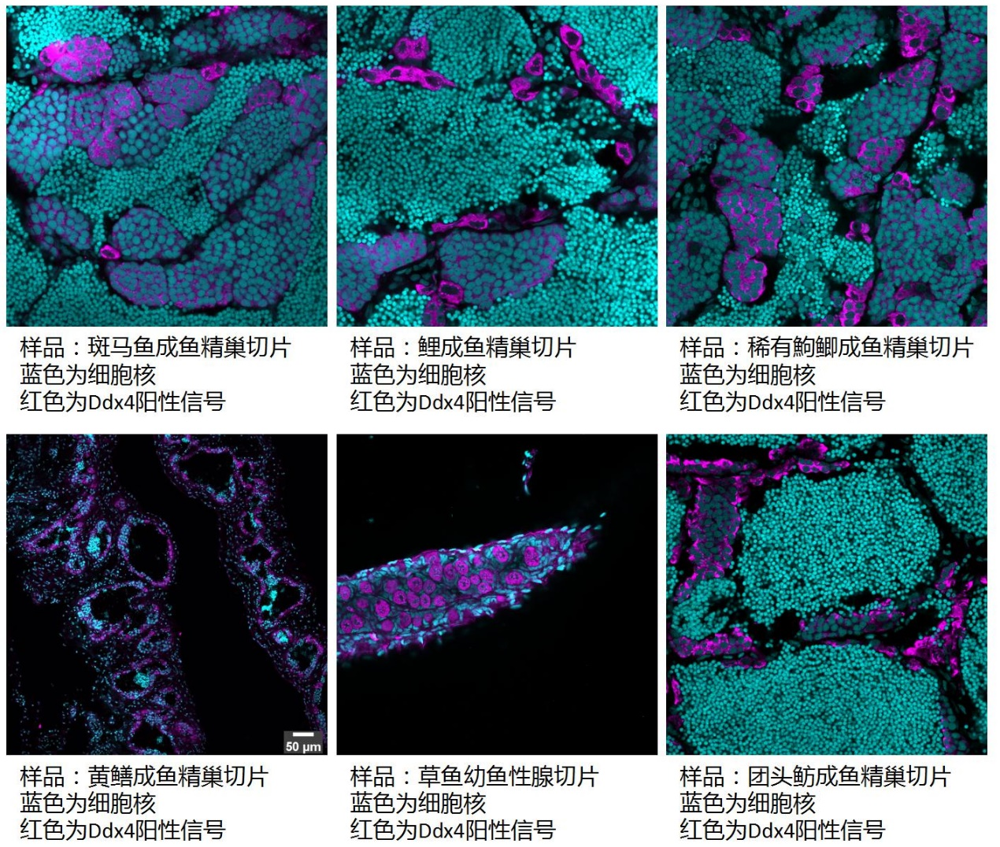 样品：斑马鱼成鱼精巢切片
蓝色为细胞核
红色为Ddx4阳性信号
样品：鲤成鱼精巢切片
蓝色为细胞核
红色为Ddx4阳性信号
样品：稀有鮈鲫成鱼精巢切片
蓝色为细胞核
红色为Ddx4阳性信号
50 µm
样品：黄鳝成鱼精巢切片
蓝色为细胞核
红色为Ddx4阳性信号
样品：草鱼幼鱼性腺切片
蓝色为细胞核
红色为Ddx4阳性信号
样品：团头鲂成鱼精巢切片
蓝色为细胞核
红色为Ddx4阳性信号